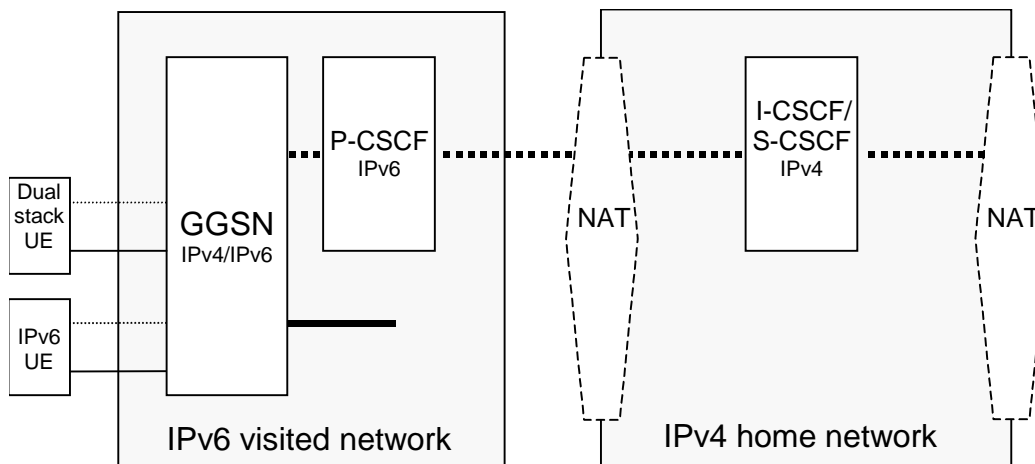 P-CSCF
IPv6
I-CSCF/
S-CSCF
IPv4
Dual
stack
UE
GGSN
IPv4/IPv6
NAT
NAT
IPv6
UE
IPv6 visited network
IPv4 home network